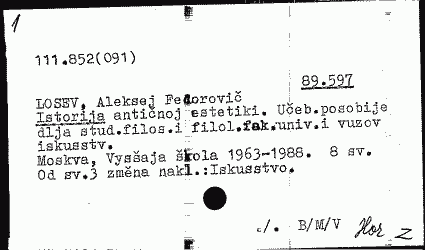 1
111.852(091)
89.597
LOSEV, Aleksej Fedorovič
Istorija antičnoj estetiki. Učeb.posobije
dlja stud.filos.i filol.fak.univ.i vuzov
iskusstv.
Moskva, Vysšaja škola 1963-1988. 8 sv.
Od sv.3 změna nakl.:Iskusstvo.
c/. B/M/V Hor Z